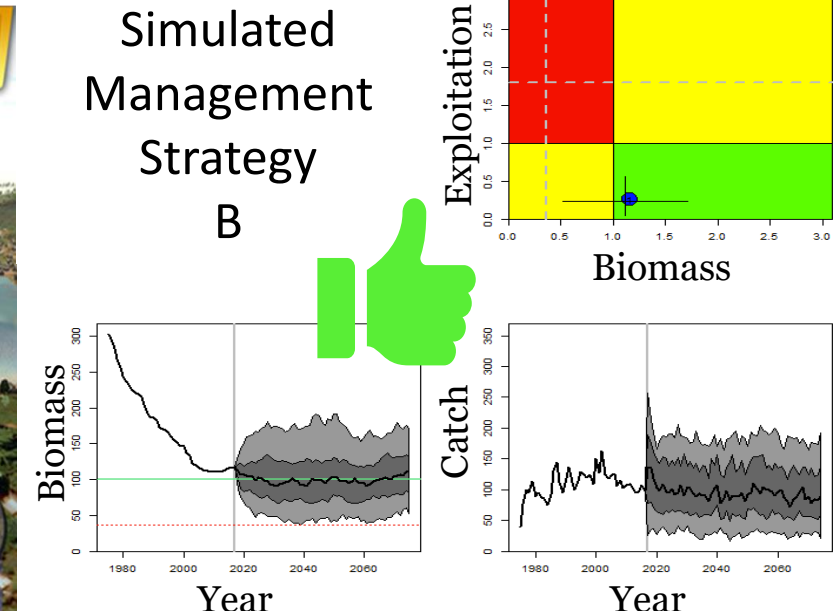 Simulated
Management
Strategy
B
Exploitation
0.0 0.5 1.0 1.5 2.0 2.5
0.0 0.5 1.0 1.5 2.0 2.5 3.0
Biomass
Biomass
0 50 100 150 200 250 300
1980 2000 2020 2040 2060
Year
Catch
0 50 100 150 200 250 300 350
1980 2000 2020 2040 2060
Year